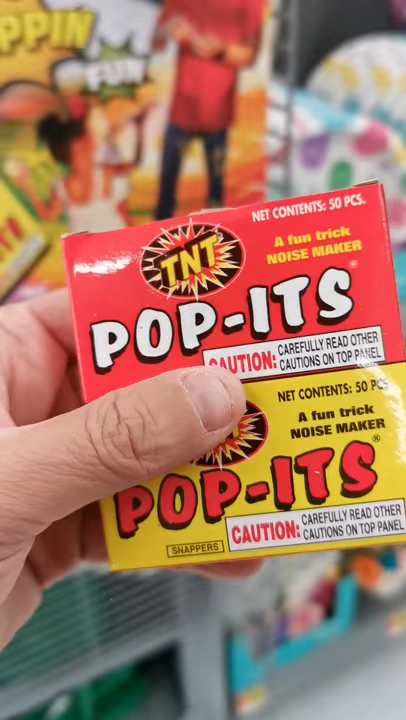 PPIN
FUN
NET CONTENTS: 50 PCS.
TNT
A fun trick
NOISE MAKER
POP-ITS®
CAUTION: CAREFULLY READ OTHER
CAUTIONS ON TOP PANEL
NET CONTENTS: 50 PCS
A fun trick
NOISE MAKER
POP-ITS®
CAUTION: CAREFULLY READ OTHER
CAUTIONS ON TOP PANEL
SNAPPERS